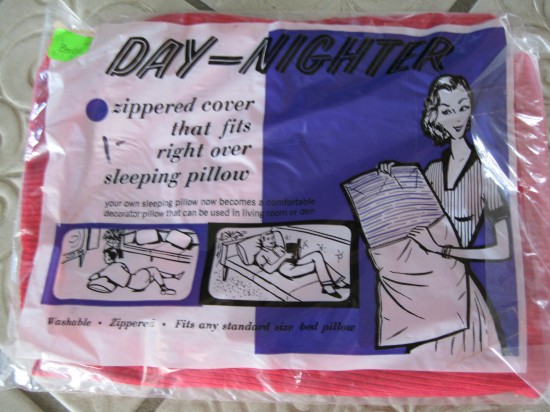 DAY-NIGHTER
zippered cover
that fits
right over
sleeping pillow
your own sleeping pillow now becomes a comfortable
decorator pillow that can be used in living room or den
Washable • Zippered • Fits any standard size bed pillow